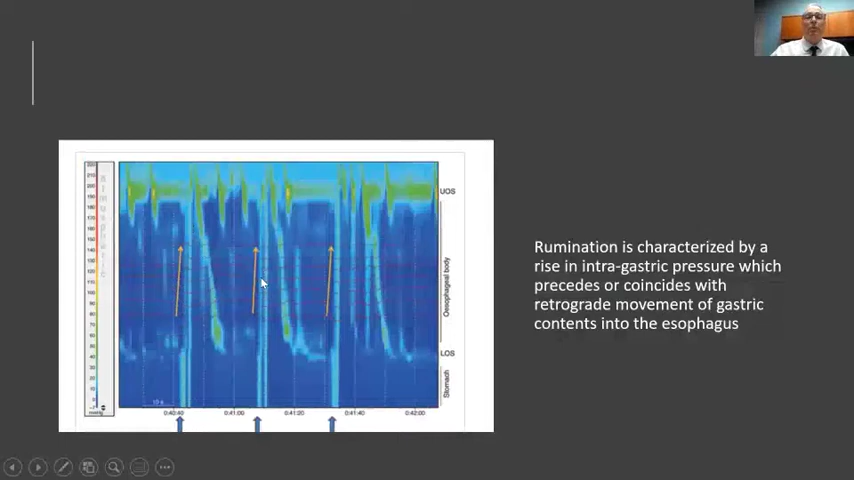 UOS
Oesophageal body
LOS
Stomach
0:40:40
0:41:00
0:41:20
0:41:40
0:42:00
Rumination is characterized by a
rise in intra-gastric pressure which
precedes or coincides with
retrograde movement of gastric
contents into the esophagus